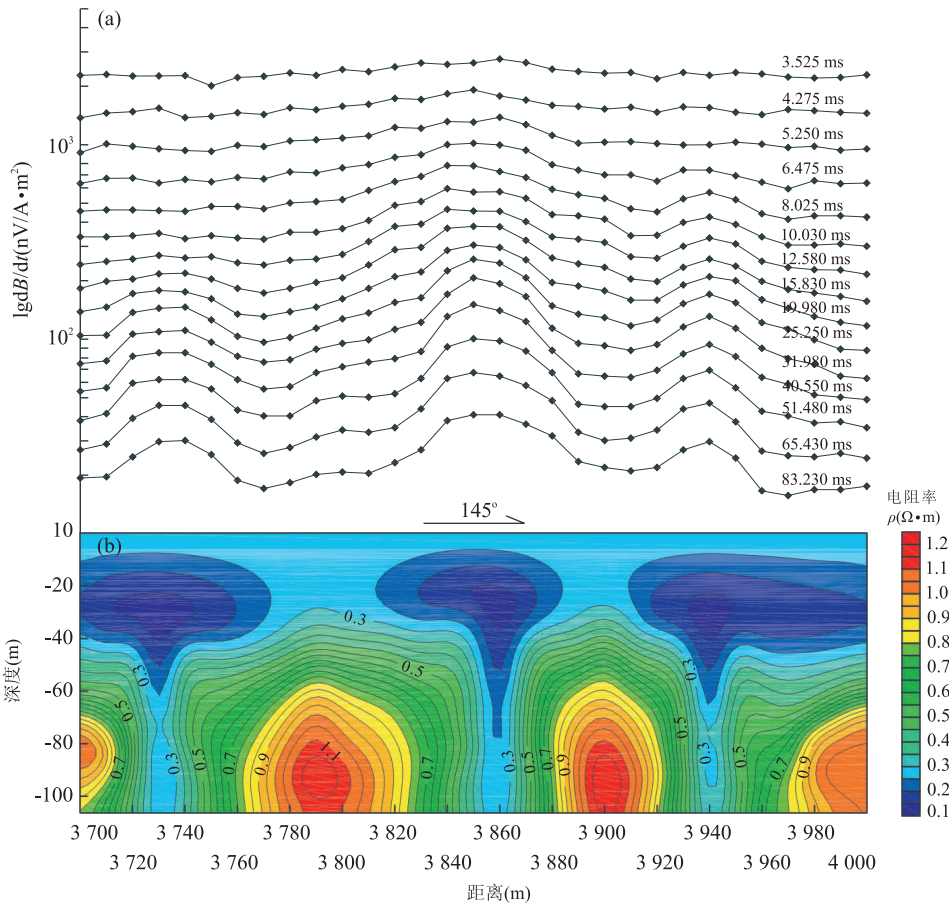 (a)
3.525 ms
4.275 ms
10³
5.250 ms
6.475 ms
8.025 ms
10.030 ms
12.580 ms
15.830 ms
19.980 ms
10²
25.250 ms
31.980 ms
40.550 ms
51.480 ms
65.430 ms
83.230 ms
lgdB/dt(nV/A•m²)
145°
电阻率
ρ(Ω•m)
(b)
10
-20
-40
-60
-80
-100
深度(m)
0.3
0.5
0.3
0.3
0.5
0.5
0.7
0.3
0.5
0.7
0.9
1.1
0.7
0.3
0.5
0.7
0.9
0.3
0.5
0.7
0.9
1.2
1.1
1.0
0.9
0.8
0.7
0.6
0.5
0.4
0.3
0.2
0.1
3 700 3 740 3 780 3 820 3 860 3 900 3 940 3 980
3 720 3 760 3 800 3 840 3 880 3 920 3 960 4 000
距离(m)